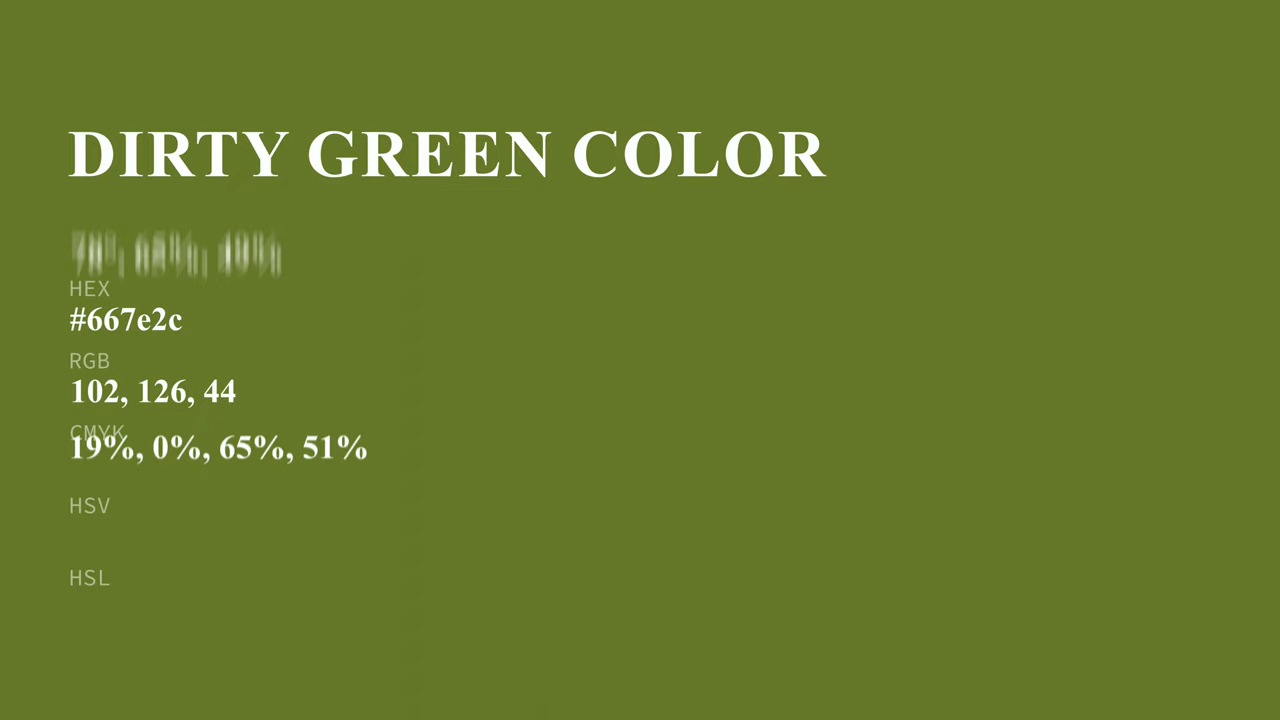 DIRTY GREEN COLOR
HEX
#667e2c
RGB
102, 126, 44
CMYK
19%, 0%, 65%, 51%
HSV
HSL